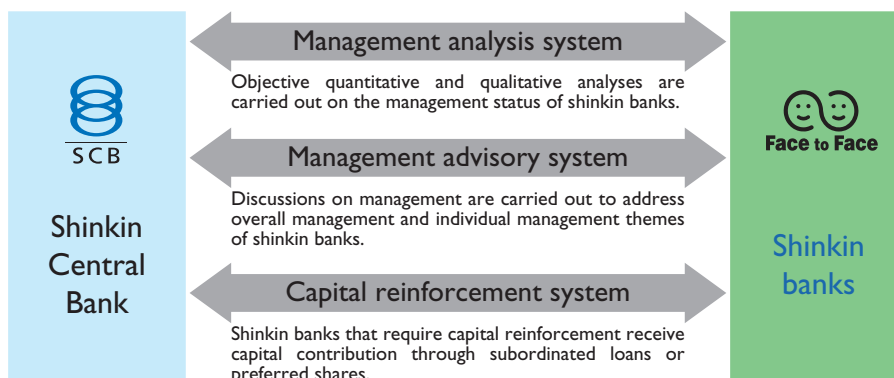 Management analysis system
Objective quantitative and qualitative analyses are
carried out on the management status of shinkin banks.
SCB
Shinkin
Central
Bank
Management advisory system
Discussions on management are carried out to address
overall management and individual management themes
of shinkin banks.
Capital reinforcement system
Shinkin banks that require capital reinforcement receive
capital contribution through subordinated loans or
preferred shares.
Face to Face
Shinkin
banks